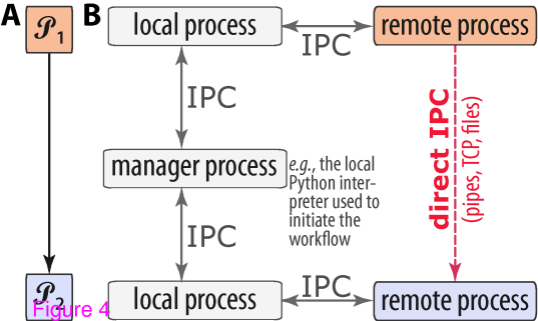 A
𝒫1
B
local process
IPC
remote process
IPC
direct IPC
(pipes, TCP, files)
manager process
e.g., the local
Python inter-
preter used to
initiate the
workflow
IPC
𝒫2
Figure 4
local process
IPC
remote process